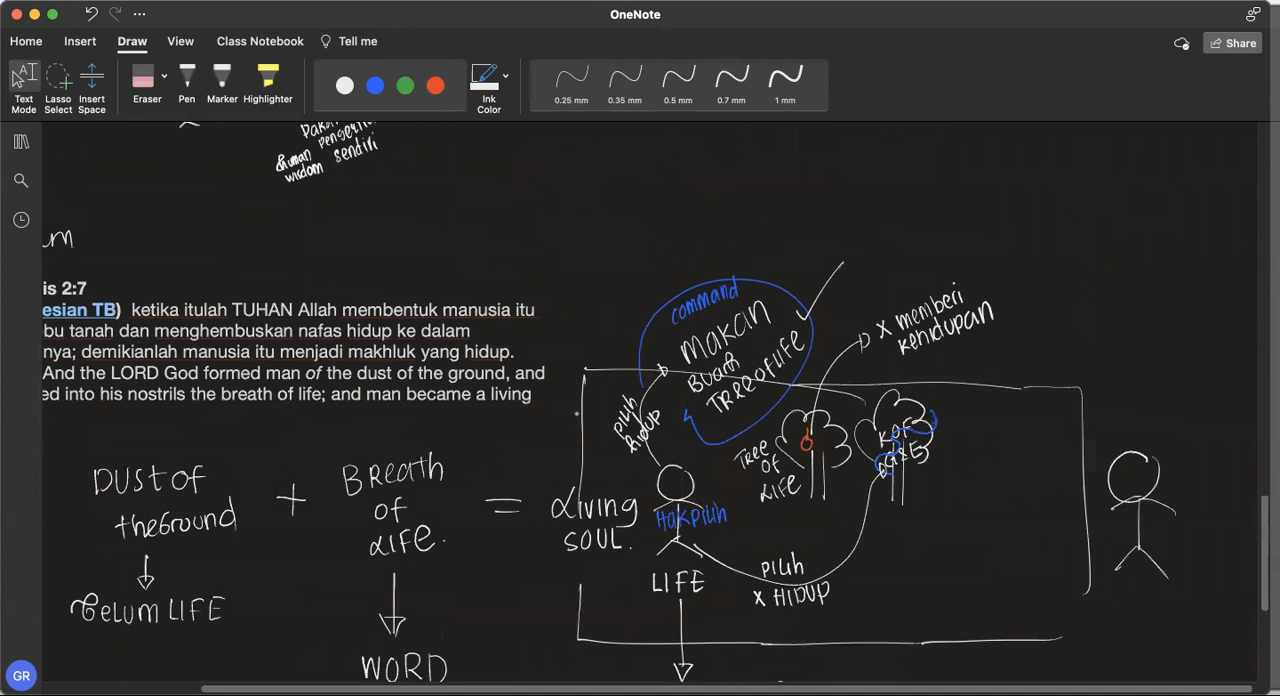 OneNote
Home Insert Draw View Class Notebook Tell me
Share
Text Mode
Lasso Select
Insert Space
Eraser
Pen
Marker
Highlighter
Ink Color
0.25 mm 0.35 mm 0.5 mm 0.7 mm 1 mm
human
wisdom sendiri
is 2:7
esian TB) ketika itulah TUHAN Allah membentuk manusia itu
bu tanah dan menghembuskan nafas hidup ke dalam
nya; demikianlah manusia itu menjadi makhluk yang hidup.
And the LORD God formed man of the dust of the ground, and
ed into his nostrils the breath of life; and man became a living
command
MAKAN
BUAH
TREE OF LIFE
X memberi
kehidupan
pilih
hidup
TREE
OF
LIFE
K OF
G&E
Hak pilih
LIFE
PILIH
X HIDUP
DUST OF
the Ground
+
BREATH
OF
LIFE.
=
Living
SOUL.
Belum LIFE
WORD
GR